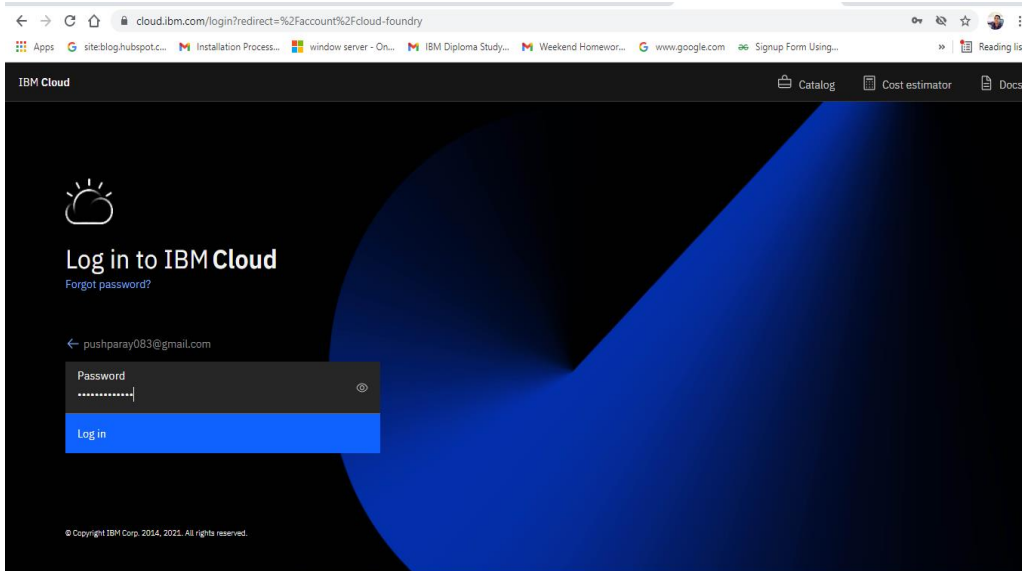 cloud.ibm.com/login?redirect=%2Faccount%2Fcloud-foundry
Apps site:blog.hubspot.c... Installation Process... window server - On... IBM Diploma Study... Weekend Homewor... www.google.com Signup Form Using... » Reading lis
IBM Cloud Catalog Cost estimator Docs
Log in to IBM Cloud
Forgot password?
← pushparay083@gmail.com
Password
•••••••••••••
Log in
© Copyright IBM Corp. 2014, 2021. All rights reserved.